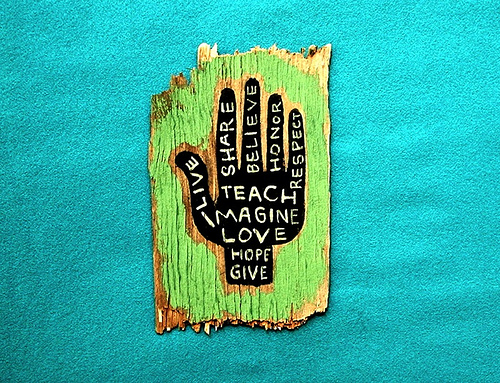 LIVE
SHARE
BELIEVE
HONOR
RESPECT
TEACH
IMAGINE
LOVE
HOPE
GIVE